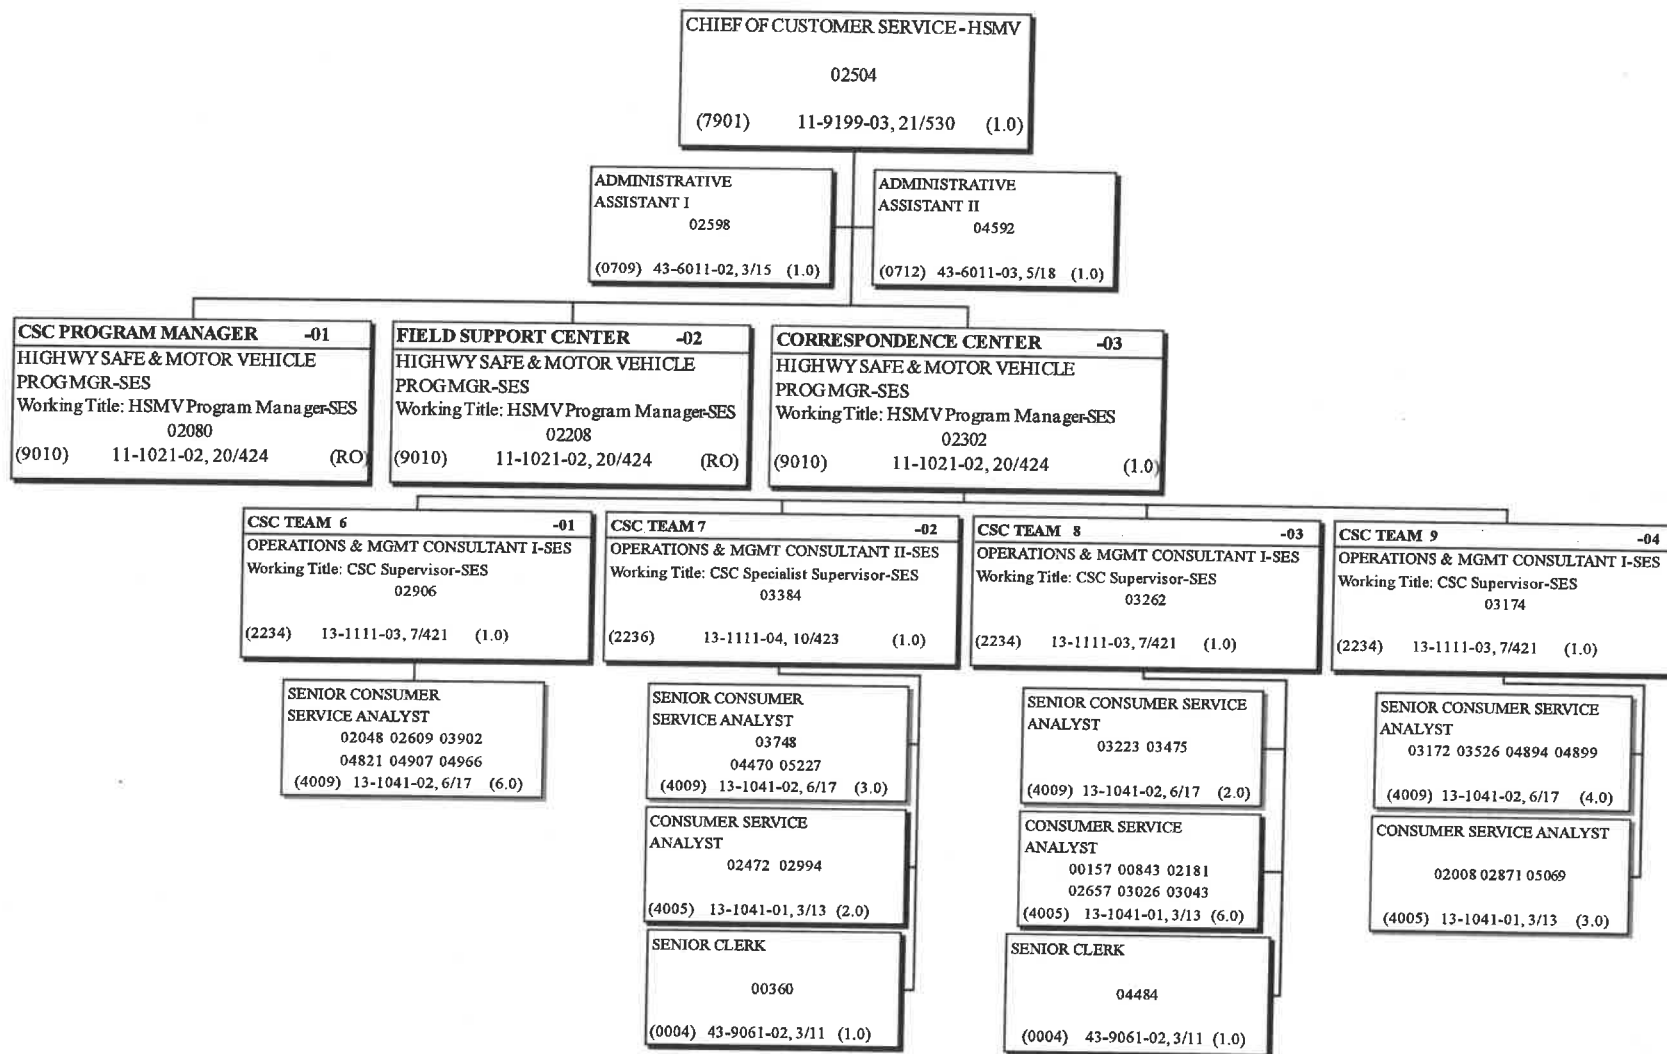 CHIEF OF CUSTOMER SERVICE - HSMV
02504
(7901) 11-9199-03, 21/530 (1.0)
ADMINISTRATIVE
ASSISTANT I
02598
(0709) 43-6011-02, 3/15 (1.0)
ADMINISTRATIVE
ASSISTANT II
04592
(0712) 43-6011-03, 5/18 (1.0)
CSC PROGRAM MANAGER -01
HIGHWY SAFE & MOTOR VEHICLE
PROG MGR-SES
Working Title: HSMV Program Manager-SES
02080
(9010) 11-1021-02, 20/424 (RO)
FIELD SUPPORT CENTER -02
HIGHWY SAFE & MOTOR VEHICLE
PROG MGR-SES
Working Title: HSMV Program Manager-SES
02208
(9010) 11-1021-02, 20/424 (RO)
CORRESPONDENCE CENTER -03
HIGHWY SAFE & MOTOR VEHICLE
PROG MGR-SES
Working Title: HSMV Program Manager-SES
02302
(9010) 11-1021-02, 20/424 (1.0)
CSC TEAM 6 -01
OPERATIONS & MGMT CONSULTANT I-SES
Working Title: CSC Supervisor-SES
02906
(2234) 13-1111-03, 7/421 (1.0)
CSC TEAM 7 -02
OPERATIONS & MGMT CONSULTANT II-SES
Working Title: CSC Specialist Supervisor-SES
03384
(2236) 13-1111-04, 10/423 (1.0)
CSC TEAM 8 -03
OPERATIONS & MGMT CONSULTANT I-SES
Working Title: CSC Supervisor-SES
03262
(2234) 13-1111-03, 7/421 (1.0)
CSC TEAM 9 -04
OPERATIONS & MGMT CONSULTANT I-SES
Working Title: CSC Supervisor-SES
03174
(2234) 13-1111-03, 7/421 (1.0)
SENIOR CONSUMER
SERVICE ANALYST
02048 02609 03902
04821 04907 04966
(4009) 13-1041-02, 6/17 (6.0)
SENIOR CONSUMER
SERVICE ANALYST
03748
04470 05227
(4009) 13-1041-02, 6/17 (3.0)
CONSUMER SERVICE
ANALYST
02472 02994
(4005) 13-1041-01, 3/13 (2.0)
SENIOR CLERK
00360
(0004) 43-9061-02, 3/11 (1.0)
SENIOR CONSUMER SERVICE
ANALYST
03223 03475
(4009) 13-1041-02, 6/17 (2.0)
CONSUMER SERVICE
ANALYST
00157 00843 02181
02657 03026 03043
(4005) 13-1041-01, 3/13 (6.0)
SENIOR CLERK
04484
(0004) 43-9061-02, 3/11 (1.0)
SENIOR CONSUMER SERVICE
ANALYST
03172 03526 04894 04899
(4009) 13-1041-02, 6/17 (4.0)
CONSUMER SERVICE ANALYST
02008 02871 05069
(4005) 13-1041-01, 3/13 (3.0)